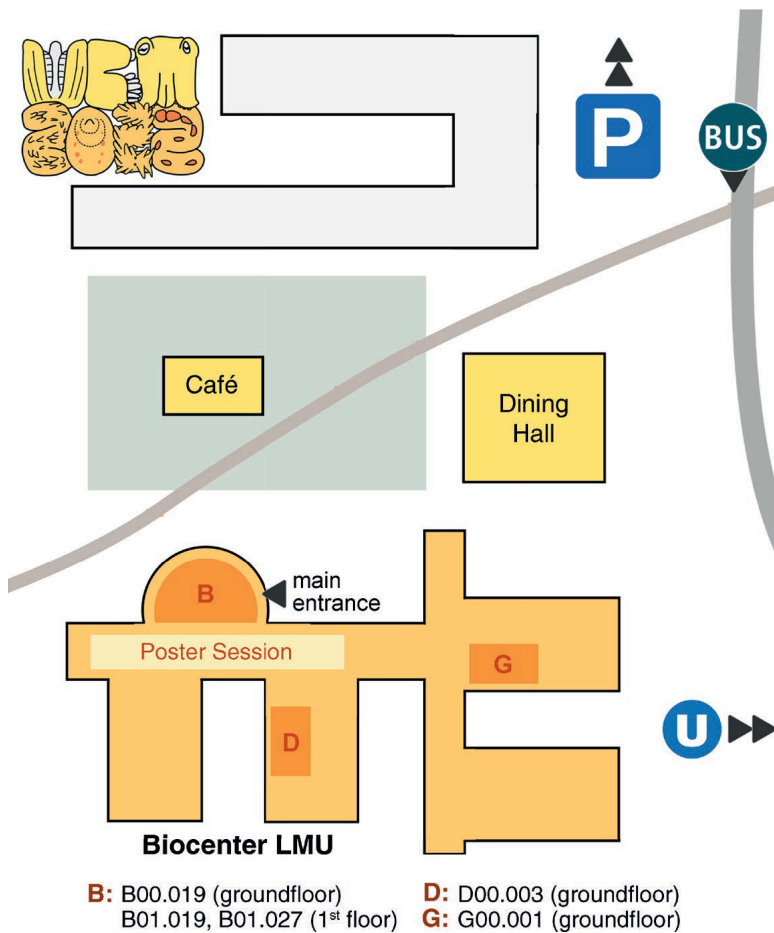 P
BUS
Café
Dining
Hall
B
main
entrance
Poster Session
G
D
U
Biocenter LMU
B: B00.019 (groundfloor)
B01.019, B01.027 (1st floor)
D: D00.003 (groundfloor)
G: G00.001 (groundfloor)